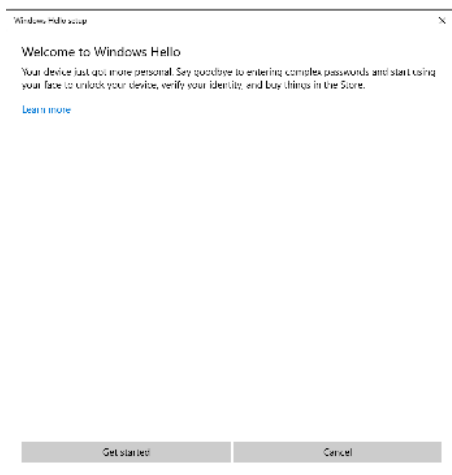 Windows Hello setup
Welcome to Windows Hello
Your device just got more personal. Say goodbye to entering complex passwords and start using
your face to unlock your device, verify your identity, and buy things in the Store.
Learn more
Get started
Cancel